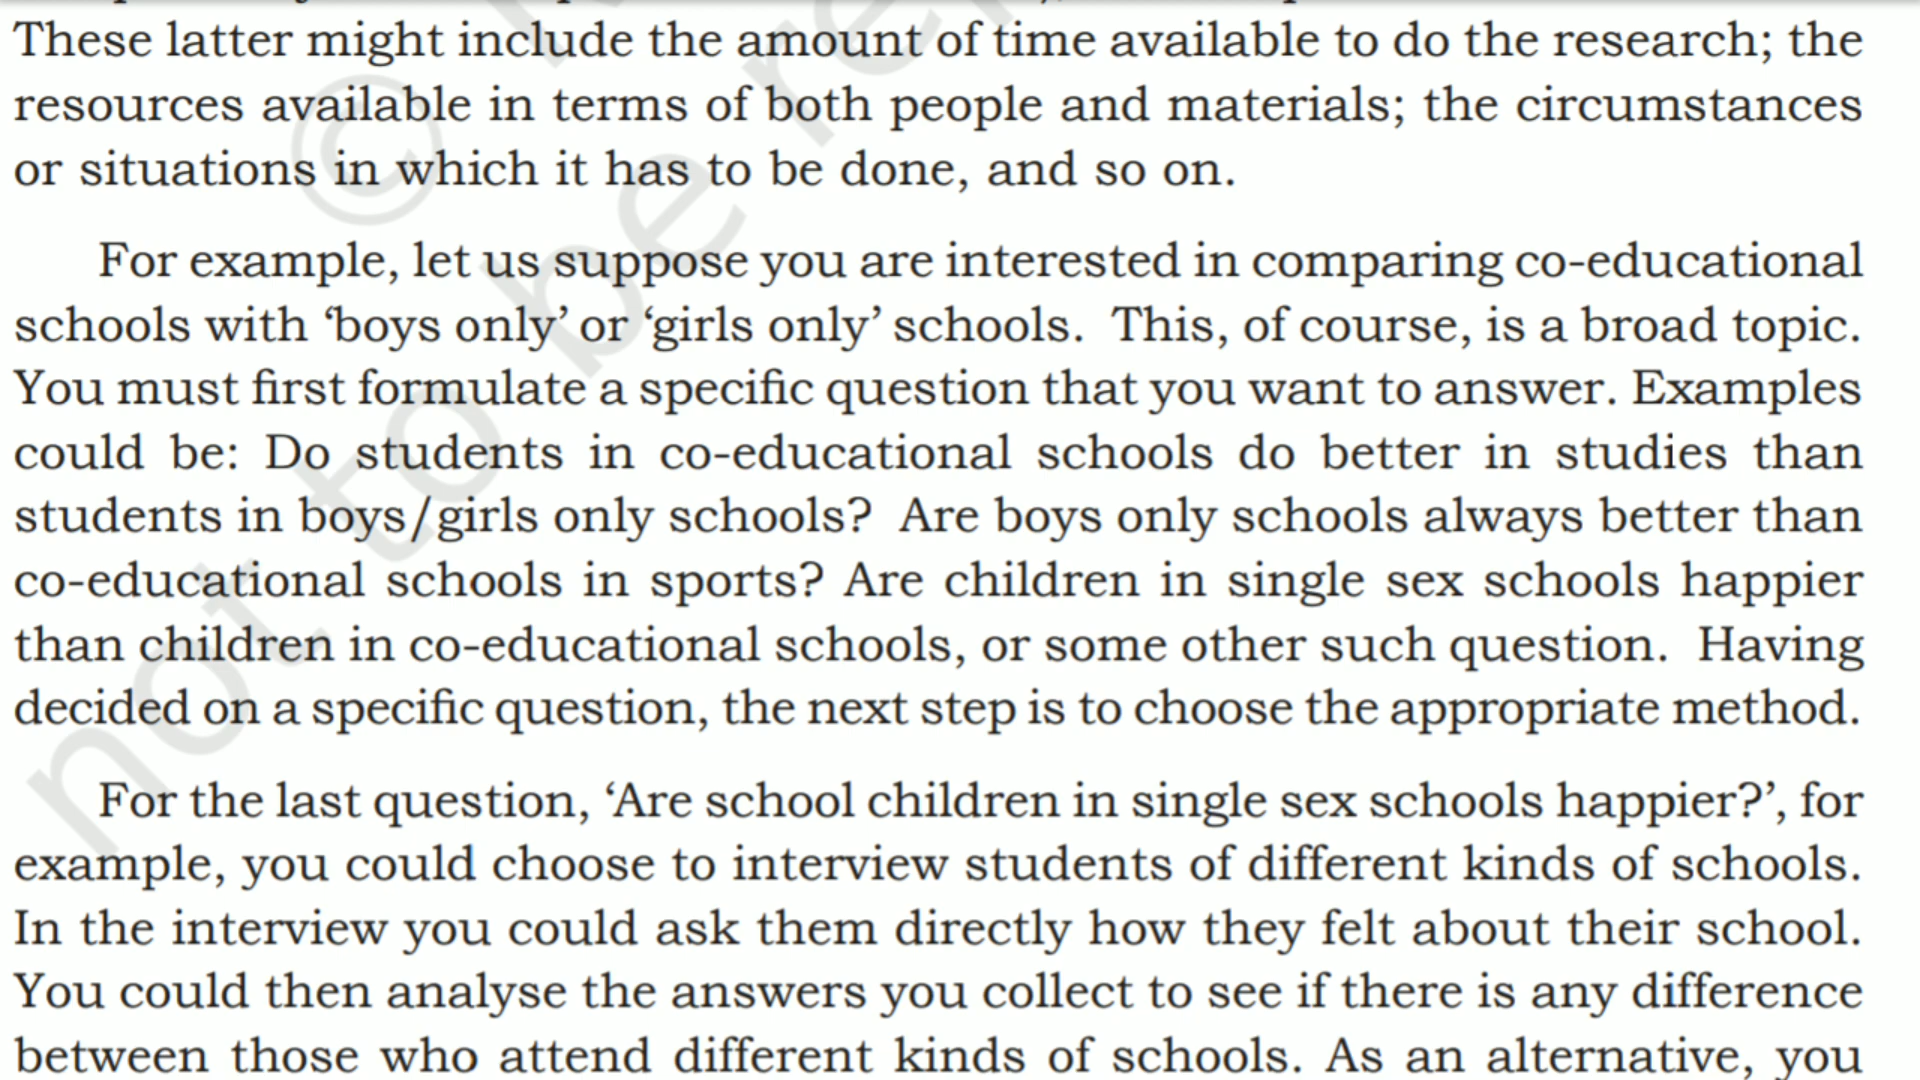 These latter might include the amount of time available to do the research; the
resources available in terms of both people and materials; the circumstances
or situations in which it has to be done, and so on.
For example, let us suppose you are interested in comparing co-educational
schools with ‘boys only’ or ‘girls only’ schools. This, of course, is a broad topic.
You must first formulate a specific question that you want to answer. Examples
could be: Do students in co-educational schools do better in studies than
students in boys/girls only schools? Are boys only schools always better than
co-educational schools in sports? Are children in single sex schools happier
than children in co-educational schools, or some other such question. Having
decided on a specific question, the next step is to choose the appropriate method.
For the last question, ‘Are school children in single sex schools happier?’, for
example, you could choose to interview students of different kinds of schools.
In the interview you could ask them directly how they felt about their school.
You could then analyse the answers you collect to see if there is any difference
between those who attend different kinds of schools. As an alternative, you
©
not to be